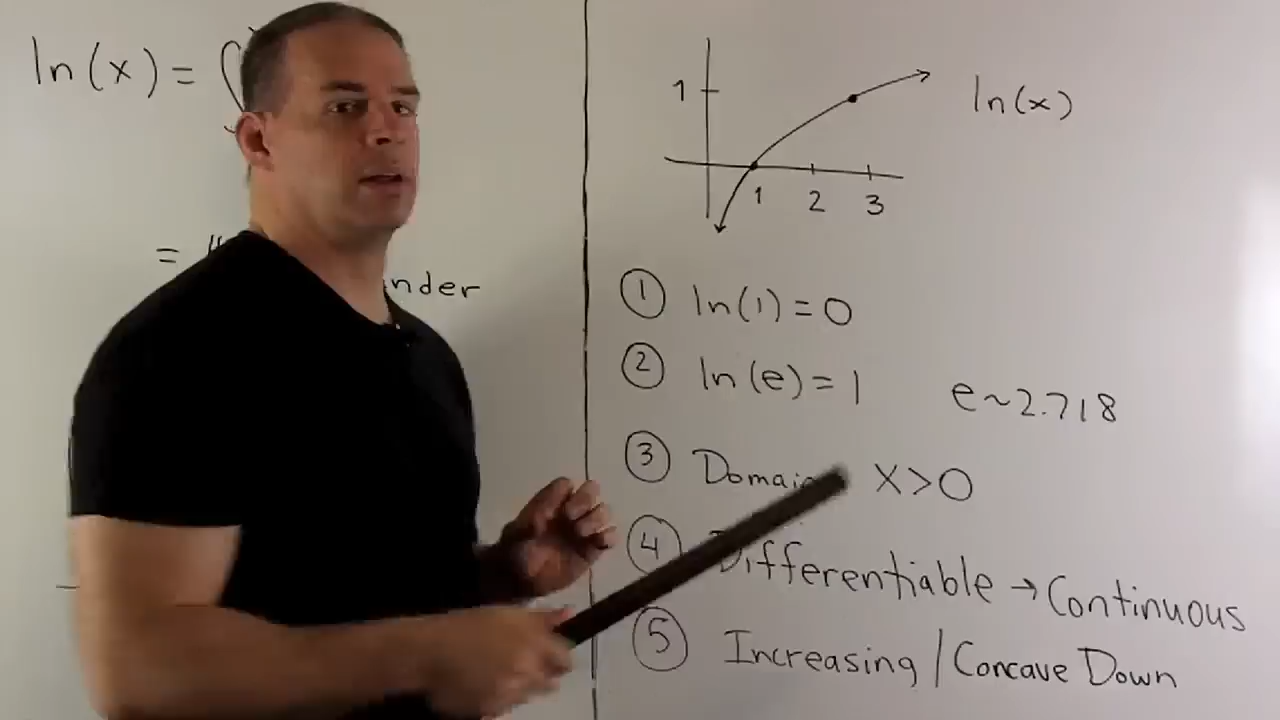 ln(x) = ∫
=
nder
1
ln(x)
1 2 3
① ln(1) = 0
② ln(e) = 1 e ~ 2.718
③ Domain x > 0
④ Differentiable → Continuous
⑤ Increasing / Concave Down